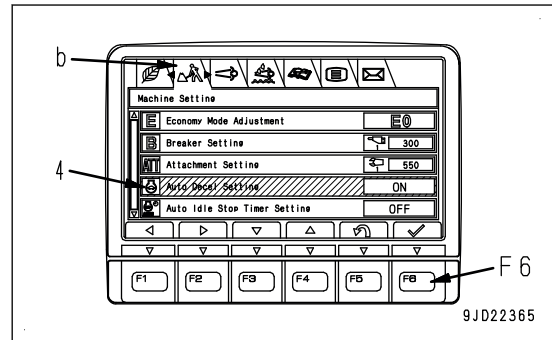 b
Machine Setting
E Economy Mode Adjustment E0
B Breaker Setting 300
ATT Attachment Setting 550
4
Auto Decel Setting ON
Auto Idle Stop Timer Setting OFF
F1 F2 F3 F4 F5 F6
F6
9JD22365